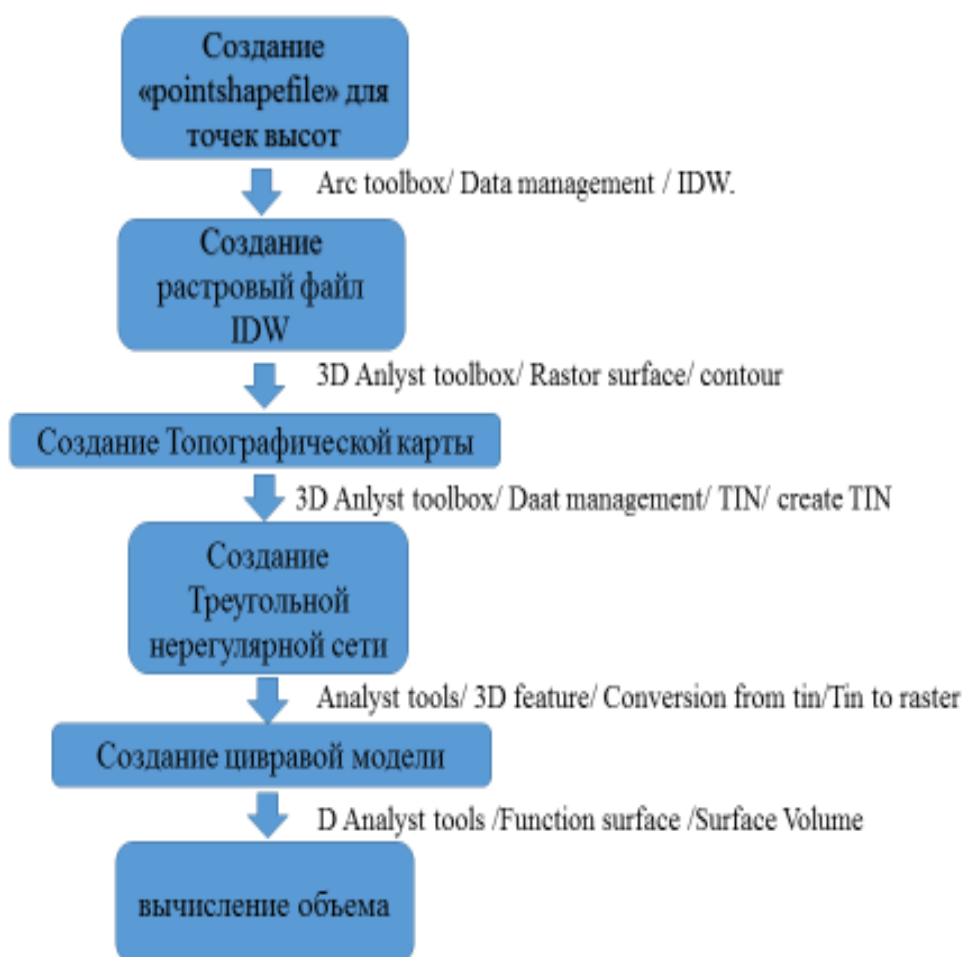 Создание
«pointshapefile» для
точек высот
Arc toolbox/ Data management / IDW.
Создание
растровый файл
IDW
3D Anlyst toolbox/ Rastor surface/ contour
Создание Топографической карты
3D Anlyst toolbox/ Daat management/ TIN/ create TIN
Создание
Треугольной
нерегулярной сети
Analyst tools/ 3D feature/ Conversion from tin/Tin to raster
Создание цивравой модели
D Analyst tools /Function surface /Surface Volume
вычисление объема